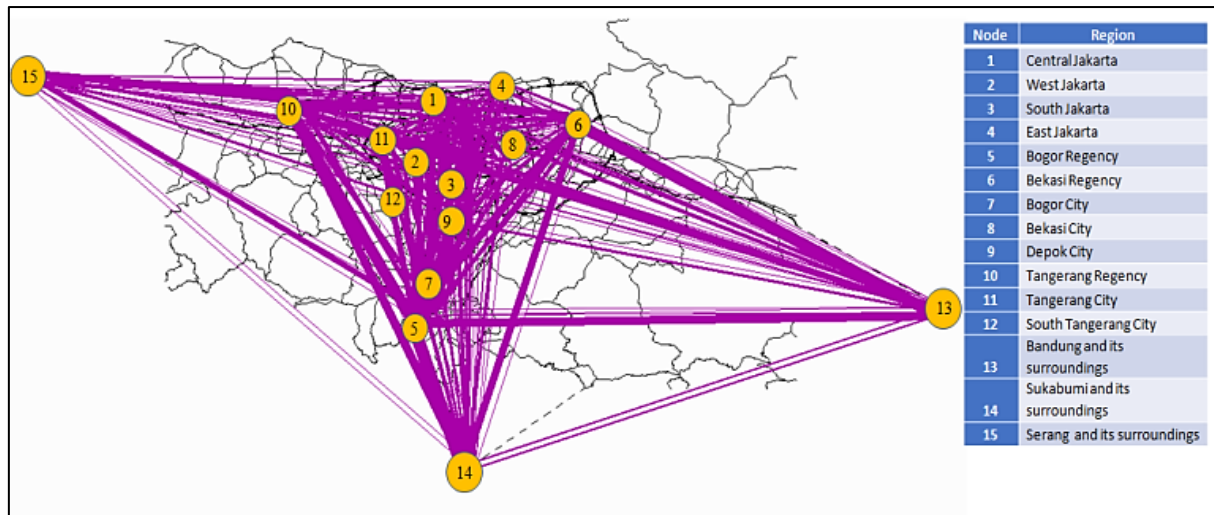 15
4
1
10
6
11
8
2
3
12
9
7
13
5
14
Node Region
1 Central Jakarta
2 West Jakarta
3 South Jakarta
4 East Jakarta
5 Bogor Regency
6 Bekasi Regency
7 Bogor City
8 Bekasi City
9 Depok City
10 Tangerang Regency
11 Tangerang City
12 South Tangerang City
Bandung and its
13 surroundings
Sukabumi and its
14 surroundings
15 Serang and its surroundings